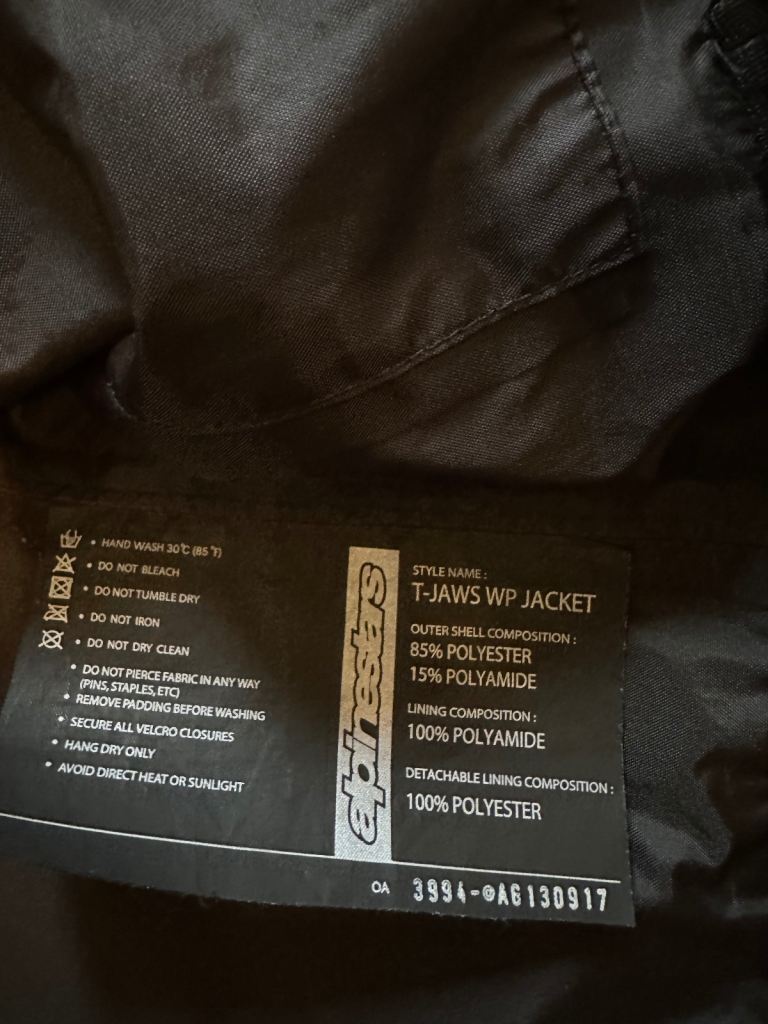 • HAND WASH 30°C (85 °F)
• DO NOT BLEACH
• DO NOT TUMBLE DRY
• DO NOT IRON
• DO NOT DRY CLEAN
• DO NOT PIERCE FABRIC IN ANY WAY
(PINS, STAPLES, ETC)
• REMOVE PADDING BEFORE WASHING
• SECURE ALL VELCRO CLOSURES
• HANG DRY ONLY
• AVOID DIRECT HEAT OR SUNLIGHT
alpinestars
STYLE NAME :
T-JAWS WP JACKET
OUTER SHELL COMPOSITION :
85% POLYESTER
15% POLYAMIDE
LINING COMPOSITION :
100% POLYAMIDE
DETACHABLE LINING COMPOSITION :
100% POLYESTER
OA 3994-@A6130917